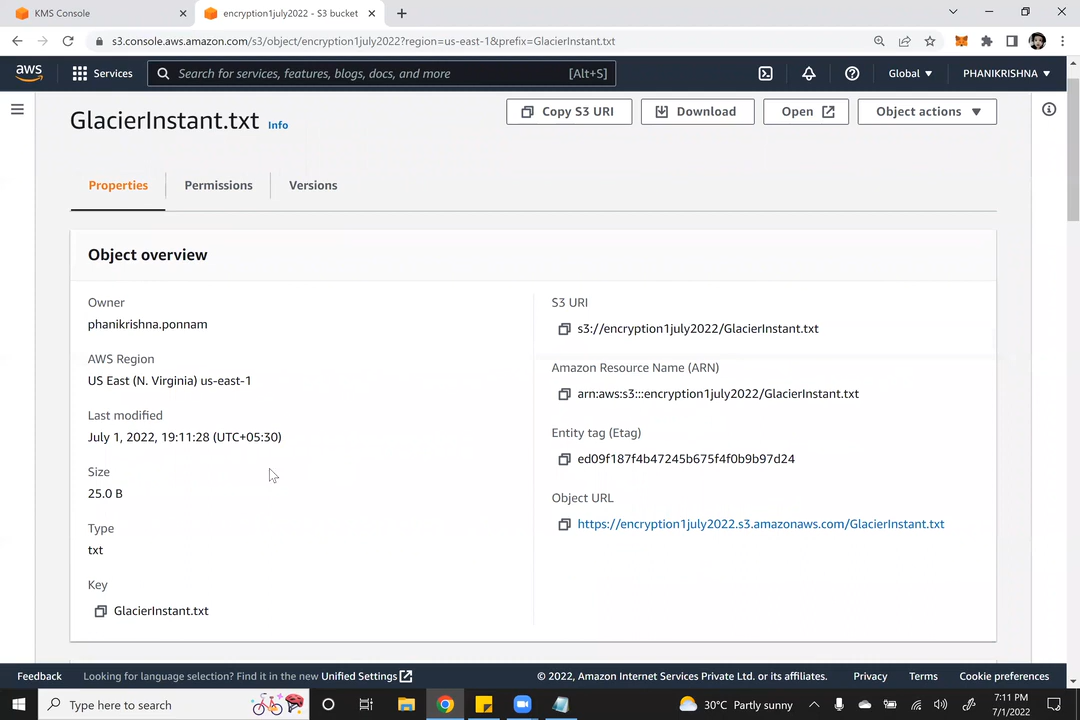 KMS Console
encryption1july2022 - S3 bucket
s3.console.aws.amazon.com/s3/object/encryption1july2022?region=us-east-1&prefix=GlacierInstant.txt
aws
Services
Search for services, features, blogs, docs, and more
[Alt+S]
Global
PHANIKRISHNA
GlacierInstant.txt
Info
Copy S3 URI
Download
Open
Object actions
Properties
Permissions
Versions
Object overview
Owner
phanikrishna.ponnam
AWS Region
US East (N. Virginia) us-east-1
Last modified
July 1, 2022, 19:11:28 (UTC+05:30)
Size
25.0 B
Type
txt
Key
GlacierInstant.txt
S3 URI
s3://encryption1july2022/GlacierInstant.txt
Amazon Resource Name (ARN)
arn:aws:s3:::encryption1july2022/GlacierInstant.txt
Entity tag (Etag)
ed09f187f4b47245b675f4f0b9b97d24
Object URL
https://encryption1july2022.s3.amazonaws.com/GlacierInstant.txt
Feedback
Looking for language selection? Find it in the new Unified Settings
© 2022, Amazon Internet Services Private Ltd. or its affiliates.
Privacy
Terms
Cookie preferences
Type here to search
30°C Partly sunny
7:11 PM
7/1/2022